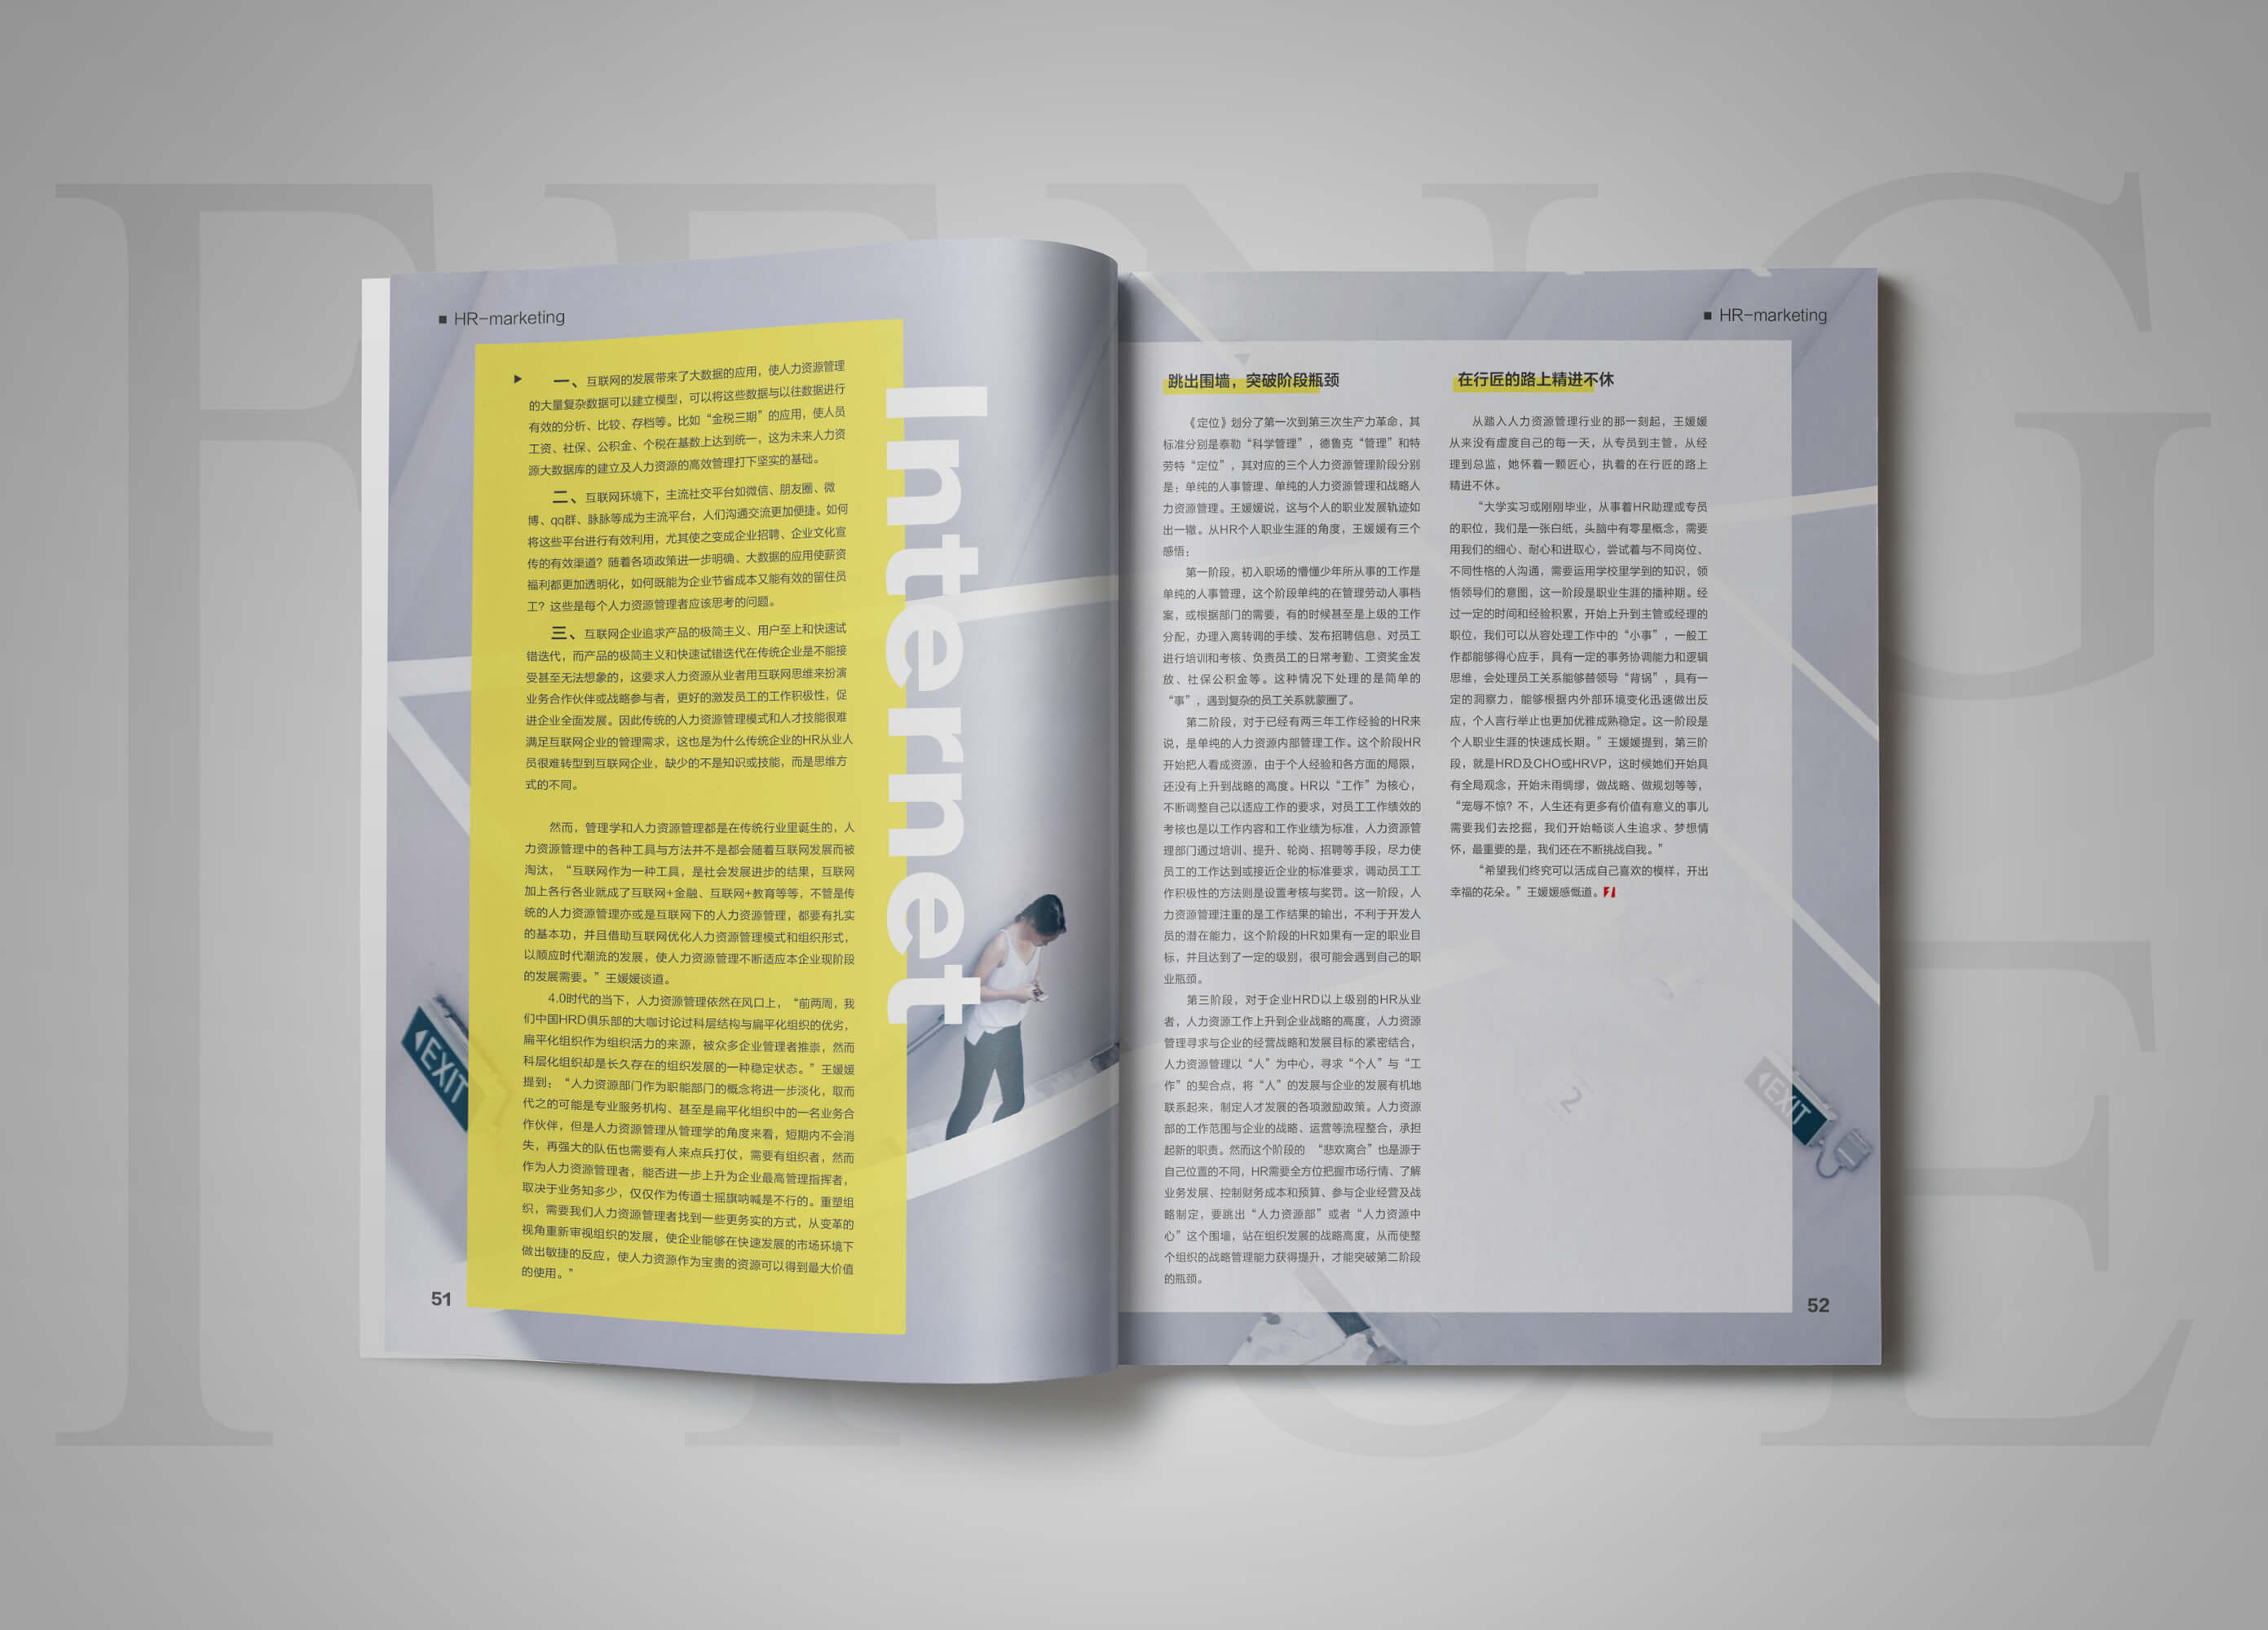 FENG
HR-marketing
一、互联网的发展带来了大数据的应用，使人力资源管理
的大量复杂数据可以建立模型，可以将这些数据与以往数据进行
有效的分析、比较、存档等。比如“金税三期”的应用，使人员
工资、社保、公积金、个税在基数上达到统一，这为未来人力资
源大数据库的建立及人力资源的高效管理打下坚实的基础。
二、互联网环境下，主流社交平台如微信、朋友圈、微
博、qq群、脉脉等成为主流平台，人们沟通交流更加便捷。如何
将这些平台进行有效利用，尤其使之变成企业招聘、企业文化宣
传的有效渠道？随着各项政策进一步明确、大数据的应用使薪资
福利都更加透明化，如何既能为企业节省成本又能有效的留住员
工？这些是每个人力资源管理者应该思考的问题。
三、互联网企业追求产品的极简主义、用户至上和快速试
错迭代，而产品的极简主义和快速试错迭代在传统企业是不能接
受甚至无法想象的，这要求人力资源从业者用互联网思维来扮演
业务合作伙伴或战略参与者，更好的激发员工的工作积极性，促
进企业全面发展。因此传统的人力资源管理模式和人才技能很难
满足互联网企业的管理需求，这也是为什么传统企业的HR从业人
员很难转型到互联网企业，缺少的不是知识或技能，而是思维方
式的不同。
然而，管理学和人力资源管理都是在传统行业里诞生的，人
力资源管理中的各种工具与方法并不是都会随着互联网发展而被
淘汰，“互联网作为一种工具，是社会发展进步的结果，互联网
加上各行各业就成了互联网+金融、互联网+教育等等，不管是传
统的人力资源管理亦或是互联网下的人力资源管理，都要有扎实
的基本功，并且借助互联网优化人力资源管理模式和组织形式，
以顺应时代潮流的发展，使人力资源管理不断适应本企业现阶段
的发展需要。”王媛媛谈道。
4.0时代的当下，人力资源管理依然在风口上，“前两周，我
们中国HRD俱乐部的大咖讨论过科层结构与扁平化组织的优劣，
扁平化组织作为组织活力的来源，被众多企业管理者推崇，然而
科层化组织却是长久存在的组织发展的一种稳定状态。”王媛媛
提到：“人力资源部门作为职能部门的概念将进一步淡化，取而
代之的可能是专业服务机构、甚至是扁平化组织中的一名业务合
作伙伴，但是人力资源管理从管理学的角度来看，短期内不会消
失，再强大的队伍也需要有人来点兵打仗，需要有组织者，然而
作为人力资源管理者，能否进一步上升为企业最高管理指挥者，
取决于业务知多少，仅仅作为传道士摇旗呐喊是不行的。重塑组
织，需要我们人力资源管理者找到一些更务实的方式，从变革的
视角重新审视组织的发展，使企业能够在快速发展的市场环境下
做出敏捷的反应，使人力资源作为宝贵的资源可以得到最大价值
的使用。”
Internet
EXIT
51
HR-marketing
跳出围墙，突破阶段瓶颈
《定位》划分了第一次到第三次生产力革命，其
标准分别是泰勒“科学管理”，德鲁克“管理”和特
劳特“定位”，其对应的三个人力资源管理阶段分别
是：单纯的人事管理、单纯的人力资源管理和战略人
力资源管理。王媛媛说，这与个人的职业发展轨迹如
出一辙。从HR个人职业生涯的角度，王媛媛有三个
感悟：
第一阶段，初入职场的懵懂少年所从事的工作是
单纯的人事管理，这个阶段单纯的在管理劳动人事档
案，或根据部门的需要，有的时候甚至是上级的工作
分配，办理入离转调的手续、发布招聘信息、对员工
进行培训和考核、负责员工的日常考勤、工资奖金发
放、社保公积金等。这种情况下处理的是简单的
“事”，遇到复杂的员工关系就蒙圈了。
第二阶段，对于已经有两三年工作经验的HR来
说，是单纯的人力资源内部管理工作。这个阶段HR
开始把人看成资源，由于个人经验和各方面的局限，
还没有上升到战略的高度。HR以“工作”为核心，
不断调整自己以适应工作的要求，对员工工作绩效的
考核也是以工作内容和工作业绩为标准，人力资源管
理部门通过培训、提升、轮岗、招聘等手段，尽力使
员工的工作达到或接近企业的标准要求，调动员工工
作积极性的方法则是设置考核与奖罚。这一阶段，人
力资源管理注重的是工作结果的输出，不利于开发人
员的潜在能力，这个阶段的HR如果有一定的职业目
标，并且达到了一定的级别，很可能会遇到自己的职
业瓶颈。
第三阶段，对于企业HRD以上级别的HR从业
者，人力资源工作上升到企业战略的高度，人力资源
管理寻求与企业的经营战略和发展目标的紧密结合，
人力资源管理以“人”为中心，寻求“个人”与“工
作”的契合点，将“人”的发展与企业的发展有机地
联系起来，制定人才发展的各项激励政策。人力资源
部的工作范围与企业的战略、运营等流程整合，承担
起新的职责。然而这个阶段的 “悲欢离合”也是源于
自己位置的不同，HR需要全方位把握市场行情、了解
业务发展、控制财务成本和预算、参与企业经营及战
略制定，要跳出“人力资源部”或者“人力资源中
心”这个围墙，站在组织发展的战略高度，从而使整
个组织的战略管理能力获得提升，才能突破第二阶段
的瓶颈。
在行匠的路上精进不休
从踏入人力资源管理行业的那一刻起，王媛媛
从来没有虚度自己的每一天，从专员到主管，从经
理到总监，她怀着一颗匠心，执着的在行匠的路上
精进不休。
“大学实习或刚刚毕业，从事着HR助理或专员
的职位，我们是一张白纸，头脑中有零星概念，需要
用我们的细心、耐心和进取心，尝试着与不同岗位、
不同性格的人沟通，需要运用学校里学到的知识，领
悟领导们的意图，这一阶段是职业生涯的播种期。经
过一定的时间和经验积累，开始上升到主管或经理的
职位，我们可以从容处理工作中的“小事”，一般工
作都能够得心应手，具有一定的事务协调能力和逻辑
思维，会处理员工关系能够替领导“背锅”，具有一
定的洞察力，能够根据内外部环境变化迅速做出反
应，个人言行举止也更加优雅成熟稳定。这一阶段是
个人职业生涯的快速成长期。”王媛媛提到，第三阶
段，就是HRD及CHO或HRVP，这时候她们开始具
有全局观念，开始未雨绸缪，做战略、做规划等等，
“宠辱不惊？不，人生还有更多有价值有意义的事儿
需要我们去挖掘，我们开始畅谈人生追求、梦想情
怀，最重要的是，我们还在不断挑战自我。”
“希望我们终究可以活成自己喜欢的模样，开出
幸福的花朵。”王媛媛感慨道。
2
EXIT
52